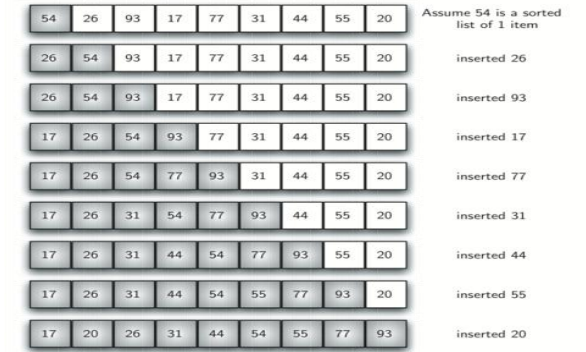 54 26 93 17 77 31 44 55 20 Assume 54 is a sorted
list of 1 item
26 54 93 17 77 31 44 55 20 inserted 26
26 54 93 17 77 31 44 55 20 inserted 93
17 26 54 93 77 31 44 55 20 inserted 17
17 26 54 77 93 31 44 55 20 inserted 77
17 26 31 54 77 93 44 55 20 inserted 31
17 26 31 44 54 77 93 55 20 inserted 44
17 26 31 44 54 55 77 93 20 inserted 55
17 20 26 31 44 54 55 77 93 inserted 20